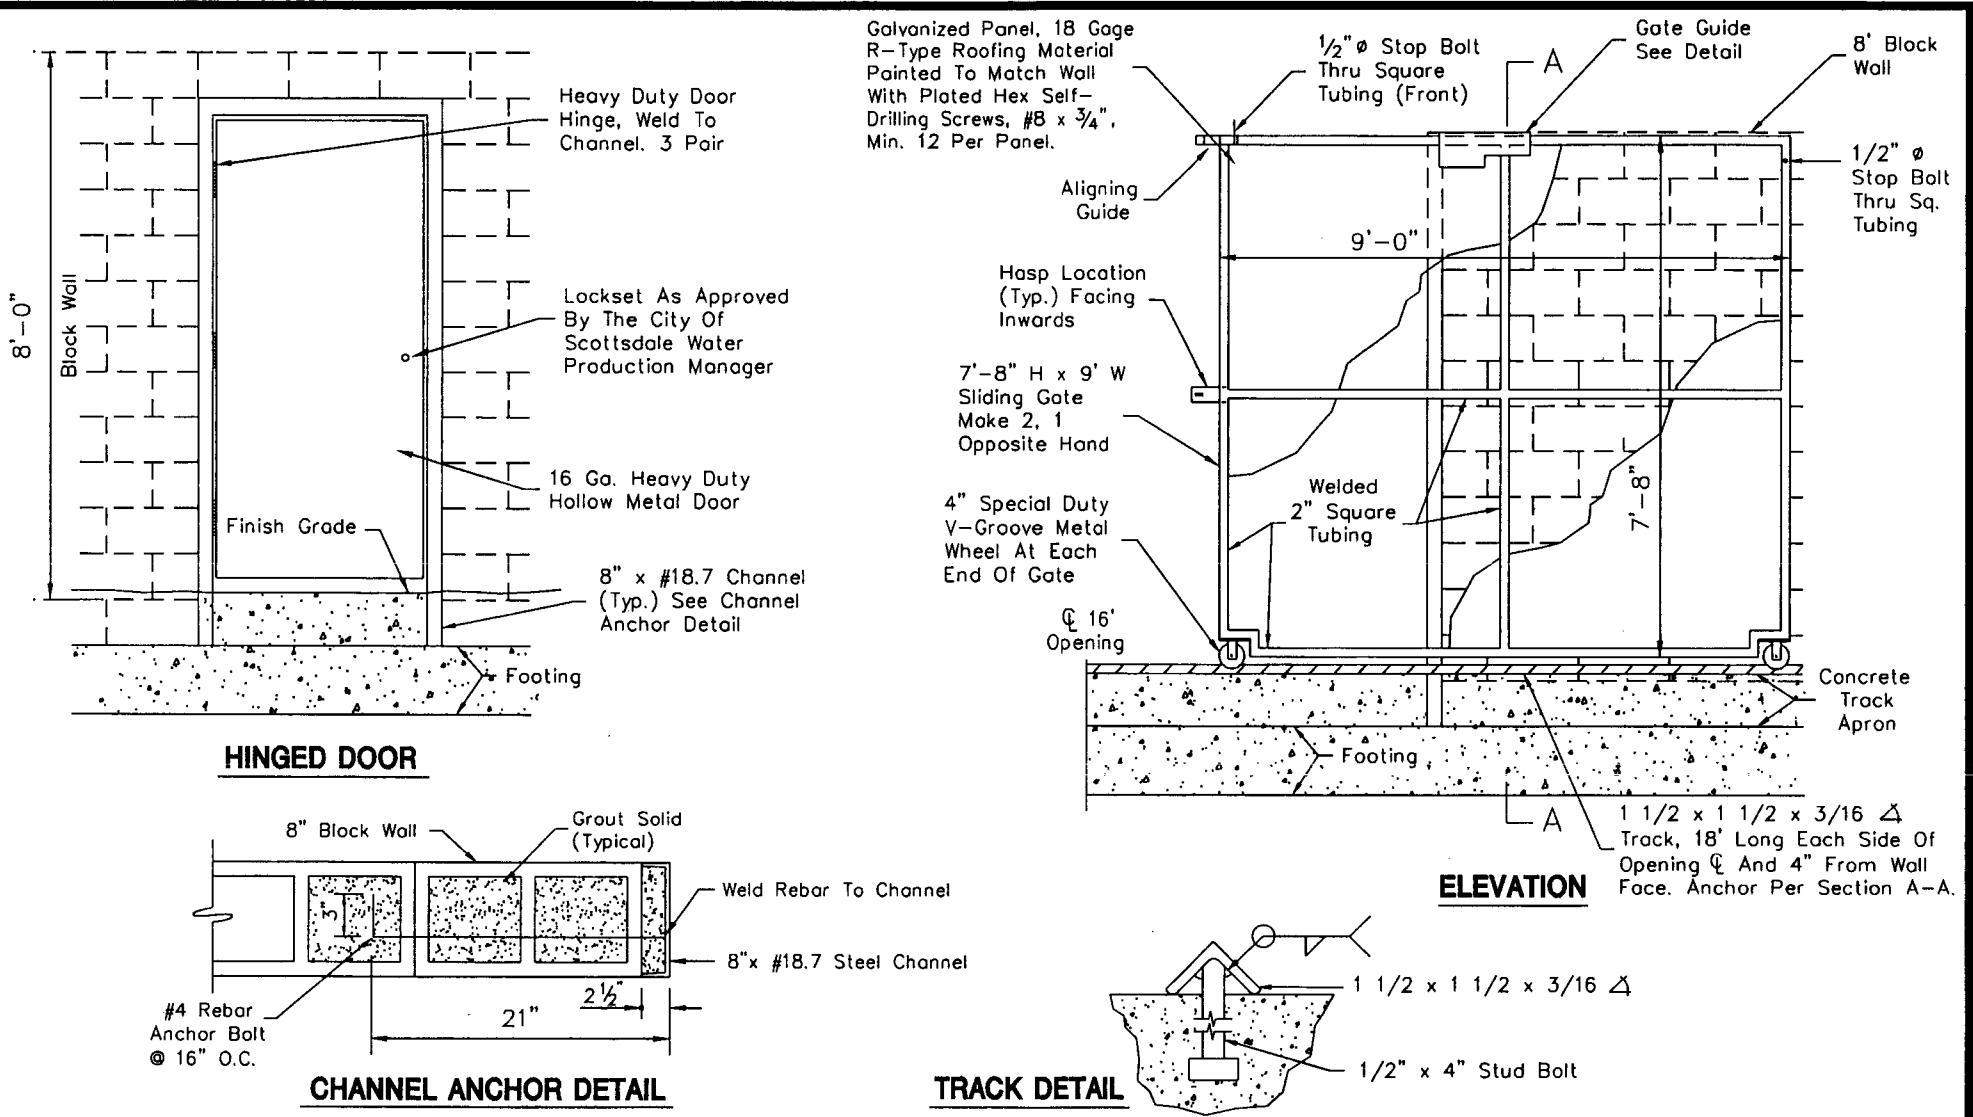 8'-0"
Block Wall
Heavy Duty Door
Hinge, Weld To
Channel. 3 Pair
Lockset As Approved
By The City Of
Scottsdale Water
Production Manager
16 Ga. Heavy Duty
Hollow Metal Door
Finish Grade
8" x #18.7 Channel
(Typ.) See Channel
Anchor Detail
Footing
HINGED DOOR
Galvanized Panel, 18 Gage
R-Type Roofing Material
Painted To Match Wall
With Plated Hex Self-
Drilling Screws, #8 x 3/4",
Min. 12 Per Panel.
1/2" ø Stop Bolt
Thru Square
Tubing (Front)
A
Gate Guide
See Detail
8' Block
Wall
1/2" ø
Stop Bolt
Thru Sq.
Tubing
Aligning
Guide
9'-0"
Hasp Location
(Typ.) Facing
Inwards
7'-8" H x 9' W
Sliding Gate
Make 2, 1
Opposite Hand
Welded
2" Square
Tubing
7'-8"
4" Special Duty
V-Groove Metal
Wheel At Each
End Of Gate
℄ 16'
Opening
Concrete
Track
Apron
Footing
A
1 1/2 x 1 1/2 x 3/16 ∡
Track, 18' Long Each Side Of
Opening ℄ And 4" From Wall
Face. Anchor Per Section A-A.
ELEVATION
8" Block Wall
Grout Solid
(Typical)
3"
Weld Rebar To Channel
8"x #18.7 Steel Channel
2 1/2"
21"
#4 Rebar
Anchor Bolt
@ 16" O.C.
CHANNEL ANCHOR DETAIL
1 1/2 x 1 1/2 x 3/16 ∡
1/2" x 4" Stud Bolt
TRACK DETAIL